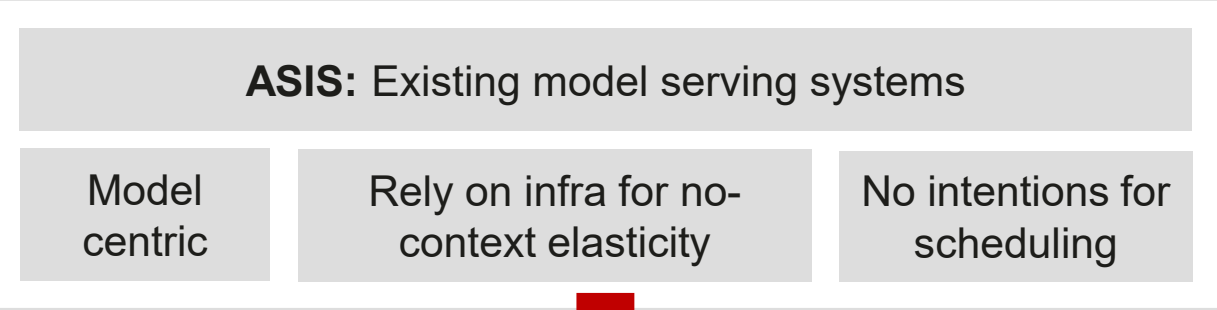 ASIS: Existing model serving systems
Model
centric
Rely on infra for no-
context elasticity
No intentions for
scheduling